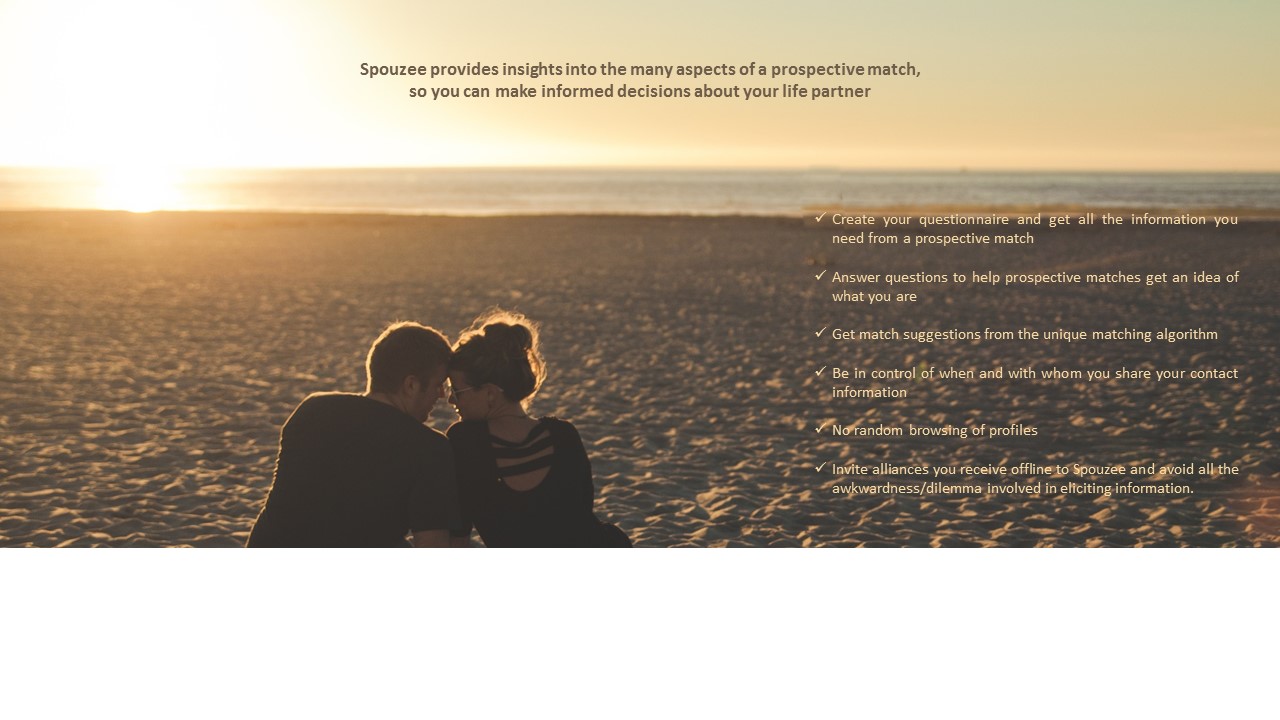 Spouzee provides insights into the many aspects of a prospective match,
so you can make informed decisions about your life partner
✓ Create your questionnaire and get all the information you
need from a prospective match
✓ Answer questions to help prospective matches get an idea of
what you are
✓ Get match suggestions from the unique matching algorithm
✓ Be in control of when and with whom you share your contact
information
✓ No random browsing of profiles
✓ Invite alliances you receive offline to Spouzee and avoid all the
awkwardness/dilemma involved in eliciting information.